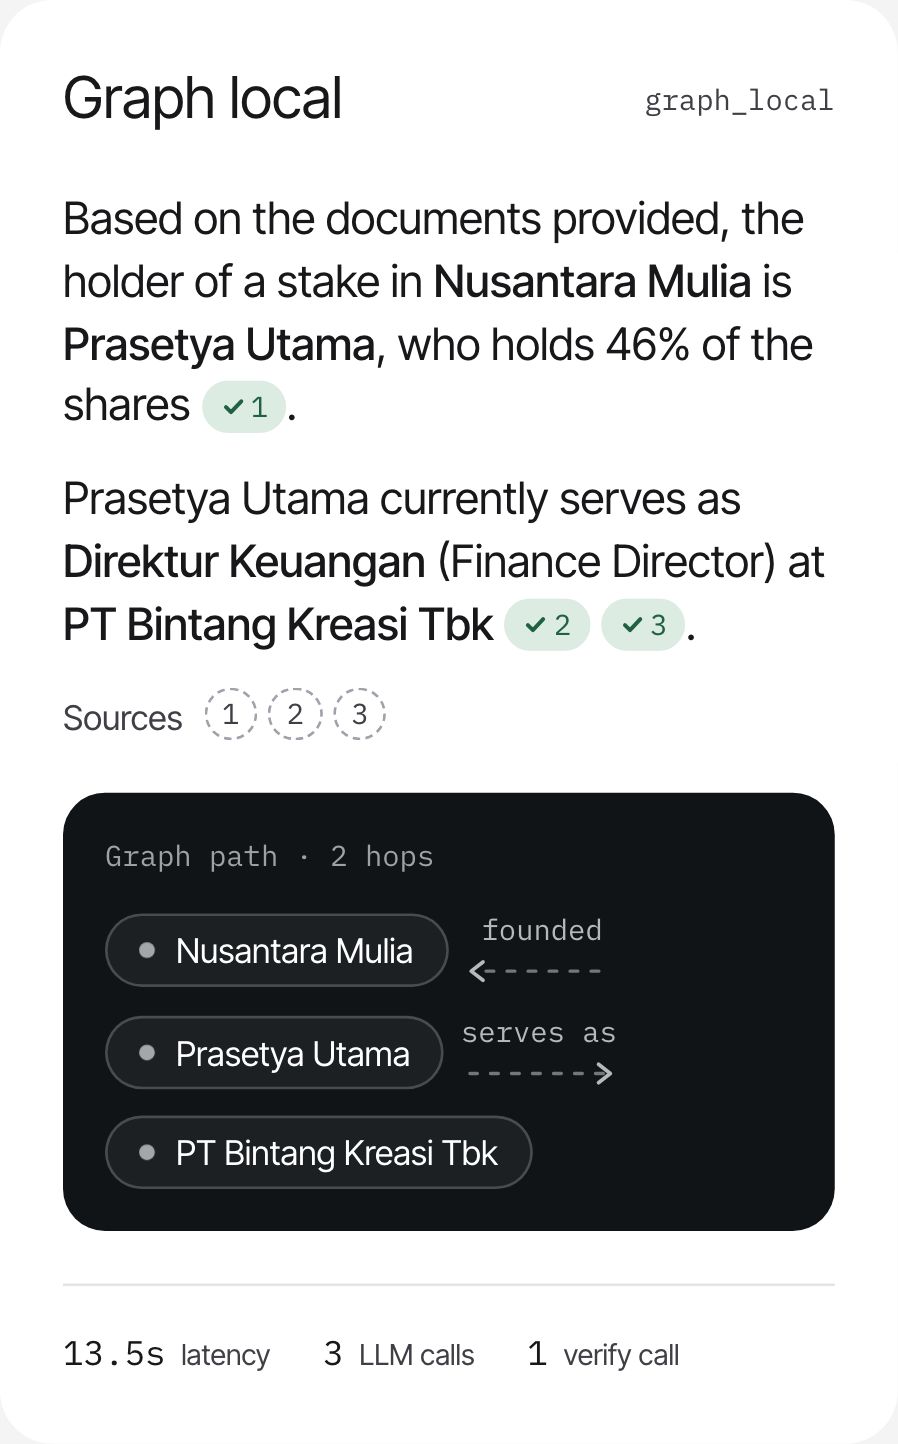 Graph local
graph_local
Based on the documents provided, the
holder of a stake in Nusantara Mulia is
Prasetya Utama, who holds 46% of the
shares ✓ 1 .
Prasetya Utama currently serves as
Direktur Keuangan (Finance Director) at
PT Bintang Kreasi Tbk ✓ 2 ✓ 3 .
Sources 1 2 3
Graph path · 2 hops
Nusantara Mulia
founded
Prasetya Utama
serves as
PT Bintang Kreasi Tbk
13.5s latency 3 LLM calls 1 verify call